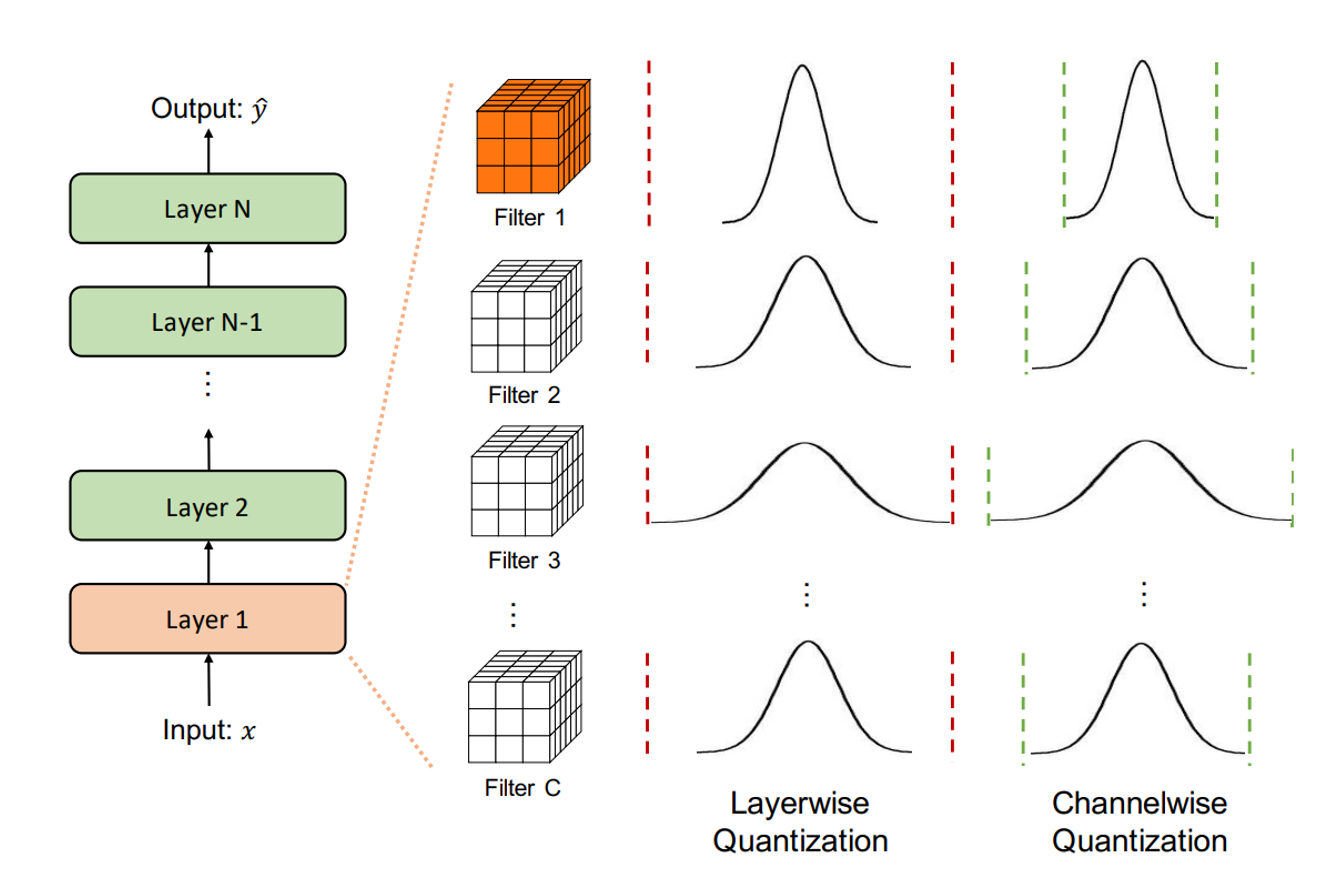 Output: ŷ
Layer N
Layer N-1
⋮
Layer 2
Layer 1
Input: x
Filter 1
Filter 2
Filter 3
⋮
Filter C
⋮
⋮
Layerwise
Quantization
Channelwise
Quantization